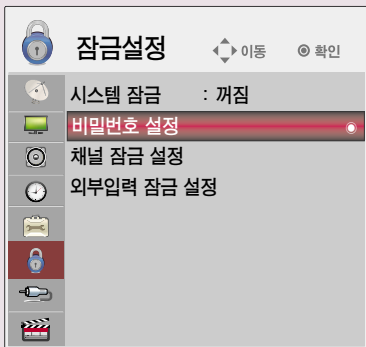 잠금설정 이동 확인
시스템 잠금 : 꺼짐
비밀번호 설정
채널 잠금 설정
외부입력 잠금 설정